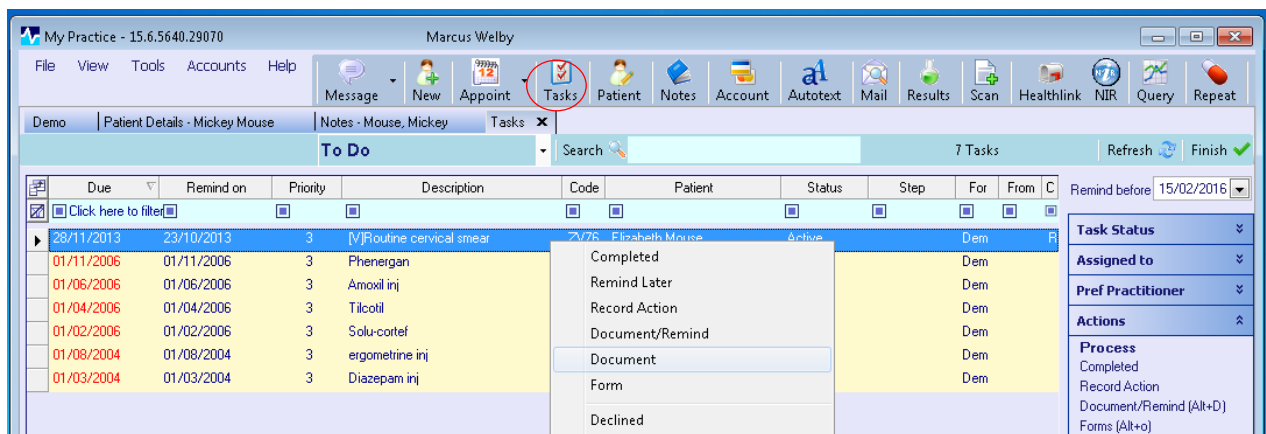 My Practice - 15.6.5640.29070 Marcus Welby
File View Tools Accounts Help
12
Message New Appoint Tasks Patient Notes Account Autotext Mail Results Scan Healthlink NIR Query Repeat
Demo Patient Details - Mickey Mouse Notes - Mouse, Mickey Tasks
To Do Search 7 Tasks Refresh Finish
Due Remind on Priority Description Code Patient Status Step For From C Remind before 15/02/2016
Click here to filter
28/11/2013 23/10/2013 3 [V]Routine cervical smear ZV76 Elizabeth Mouse Active Dem R
01/11/2006 01/11/2006 3 Phenergan Dem
01/06/2006 01/06/2006 3 Amoxil inj Dem
01/04/2006 01/04/2006 3 Tilcotil Dem
01/02/2006 01/02/2006 3 Solu-cortef Dem
01/08/2004 01/08/2004 3 ergometrine inj Dem
01/03/2004 01/03/2004 3 Diazepam inj Dem
Completed
Remind Later
Record Action
Document/Remind
Document
Form
Declined
Task Status
Assigned to
Pref Practitioner
Actions
Process
Completed
Record Action
Document/Remind (Alt+D)
Forms (Alt+o)